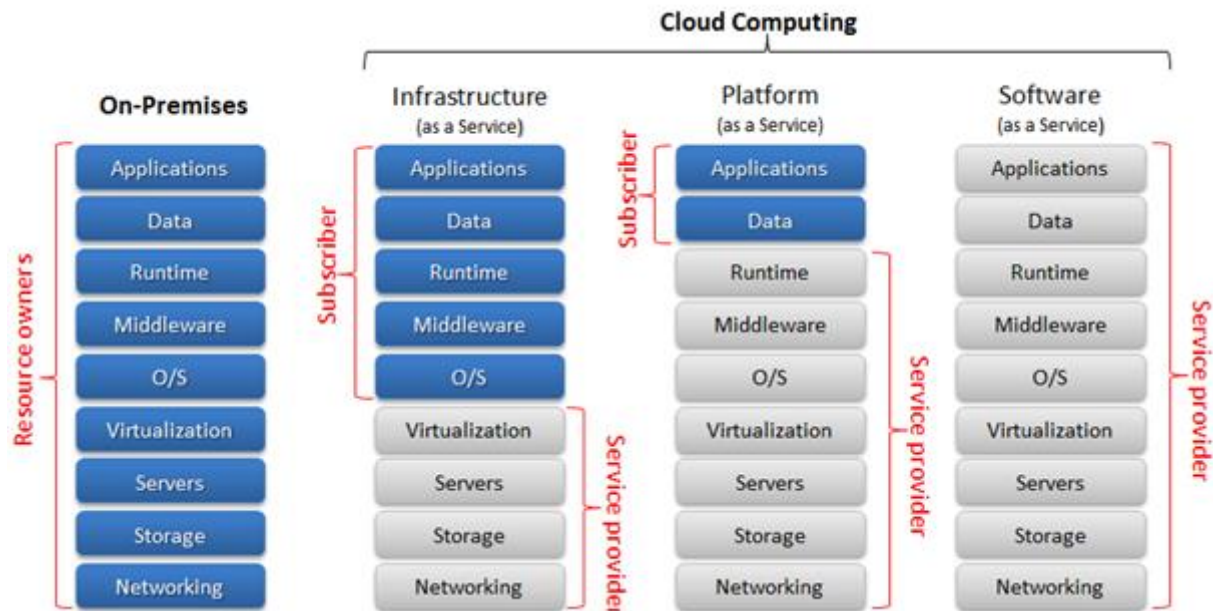 Cloud Computing
On-Premises
Resource owners
Applications
Data
Runtime
Middleware
O/S
Virtualization
Servers
Storage
Networking
Infrastructure
(as a Service)
Subscriber
Applications
Data
Runtime
Middleware
O/S
Virtualization
Servers
Storage
Networking
Service provider
Platform
(as a Service)
Subscriber
Applications
Data
Runtime
Middleware
O/S
Virtualization
Servers
Storage
Networking
Service provider
Software
(as a Service)
Applications
Data
Runtime
Middleware
O/S
Virtualization
Servers
Storage
Networking
Service provider